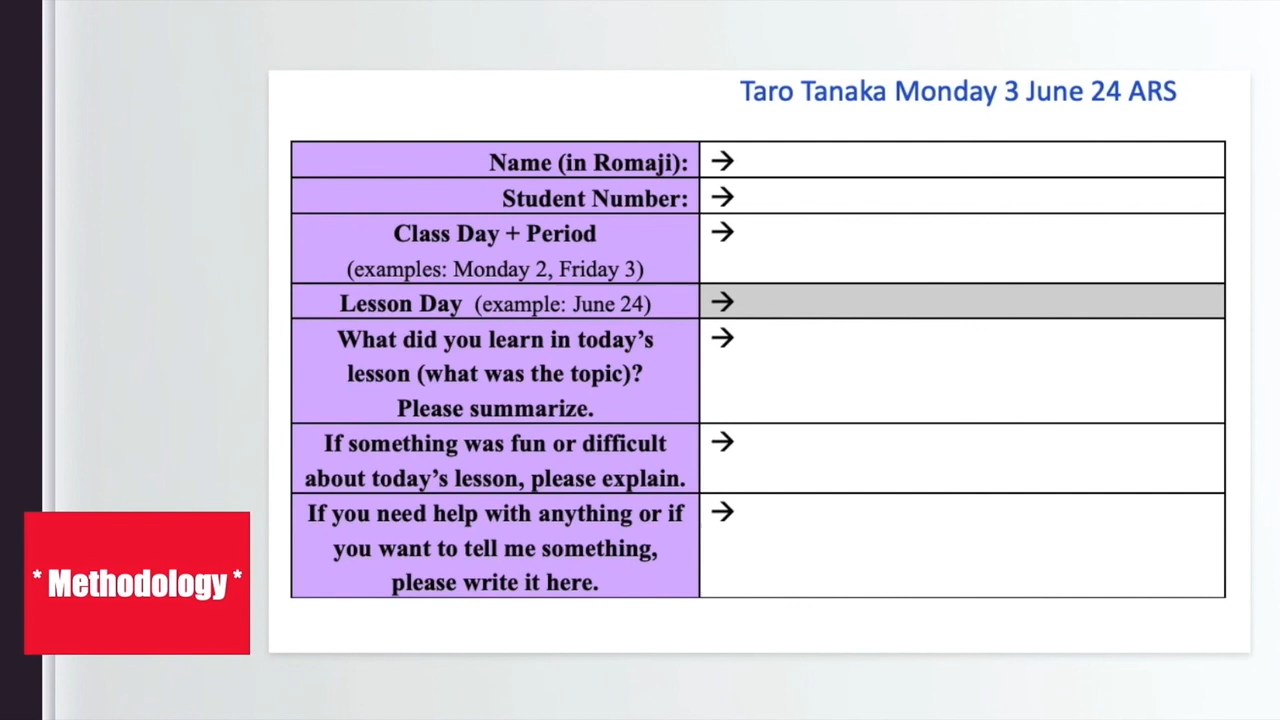 Taro Tanaka Monday 3 June 24 ARS
Name (in Romaji): →
Student Number: →
Class Day + Period →
(examples: Monday 2, Friday 3)
Lesson Day (example: June 24) →
What did you learn in today’s →
lesson (what was the topic)?
Please summarize.
If something was fun or difficult →
about today’s lesson, please explain.
If you need help with anything or if →
you want to tell me something,
please write it here.
* Methodology *